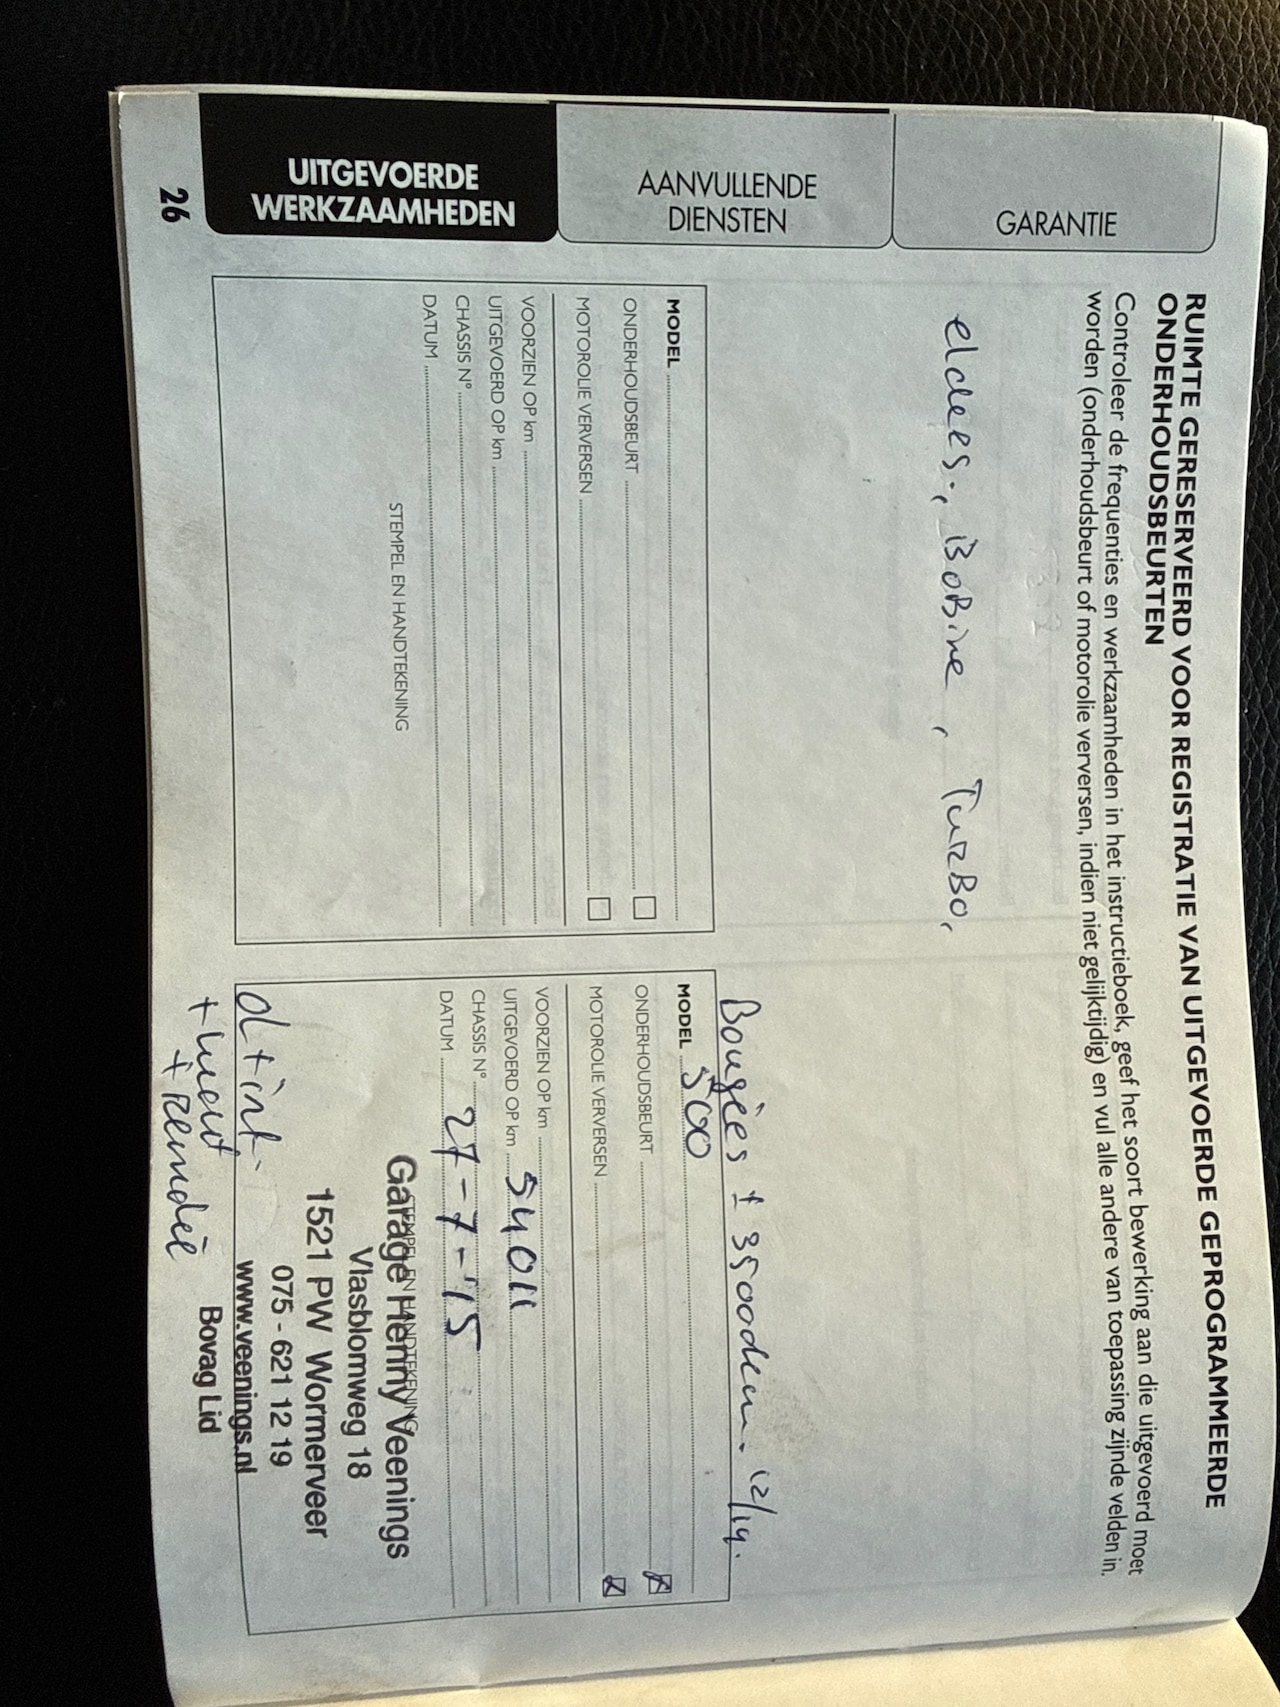 RUIMTE GERESERVEERD VOOR REGISTRATIE VAN UITGEVOERDE GEPROGRAMMEERDE
ONDERHOUDSBEURTEN
Controleer de frequenties en werkzaamheden in het instructieboek, geef het soort bewerking aan die uitgevoerd moet
worden (onderhoudsbeurt of motorolie verversen, indien niet gelijktijdig) en vul alle andere van toepassing zijnde velden in.
BoBine, TurBo,
MODEL
ONDERHOUDSBEURT
MOTOROLIE VERVERSEN
VOORZIEN OP km
UITGEVOERD OP km
CHASSIS N°
DATUM
STEMPEL EN HANDTEKENING
Bougies ± 35000km. 12/14.
MODEL 500
ONDERHOUDSBEURT
MOTOROLIE VERVERSEN
VOORZIEN OP km
UITGEVOERD OP km 54011
CHASSIS N°
DATUM 27-7-'15
STEMPEL EN HANDTEKENING
Garage Henny Veenings
Vlasblomweg 18
1521 PW Wormerveer
075 - 621 12 19
www.veenings.nl
Bovag Lid
GARANTIE
AANVULLENDE
DIENSTEN
UITGEVOERDE
WERKZAAMHEDEN
26